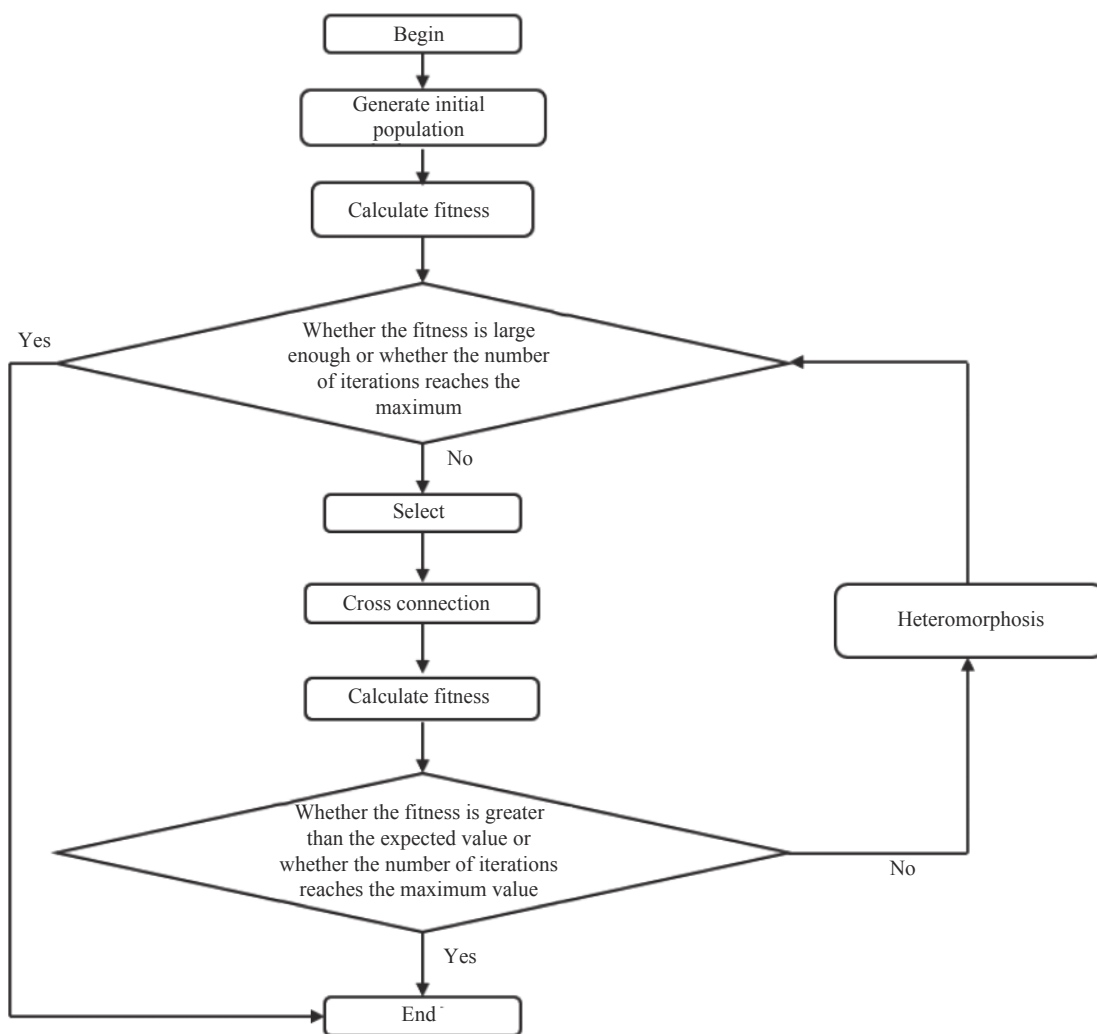 Begin
Generate initial
population
Calculate fitness
Yes
Whether the fitness is large
enough or whether the number
of iterations reaches the
maximum
No
Select
Cross connection
Heteromorphosis
Calculate fitness
Whether the fitness is greater
than the expected value or
whether the number of iterations
reaches the maximum value
No
Yes
End